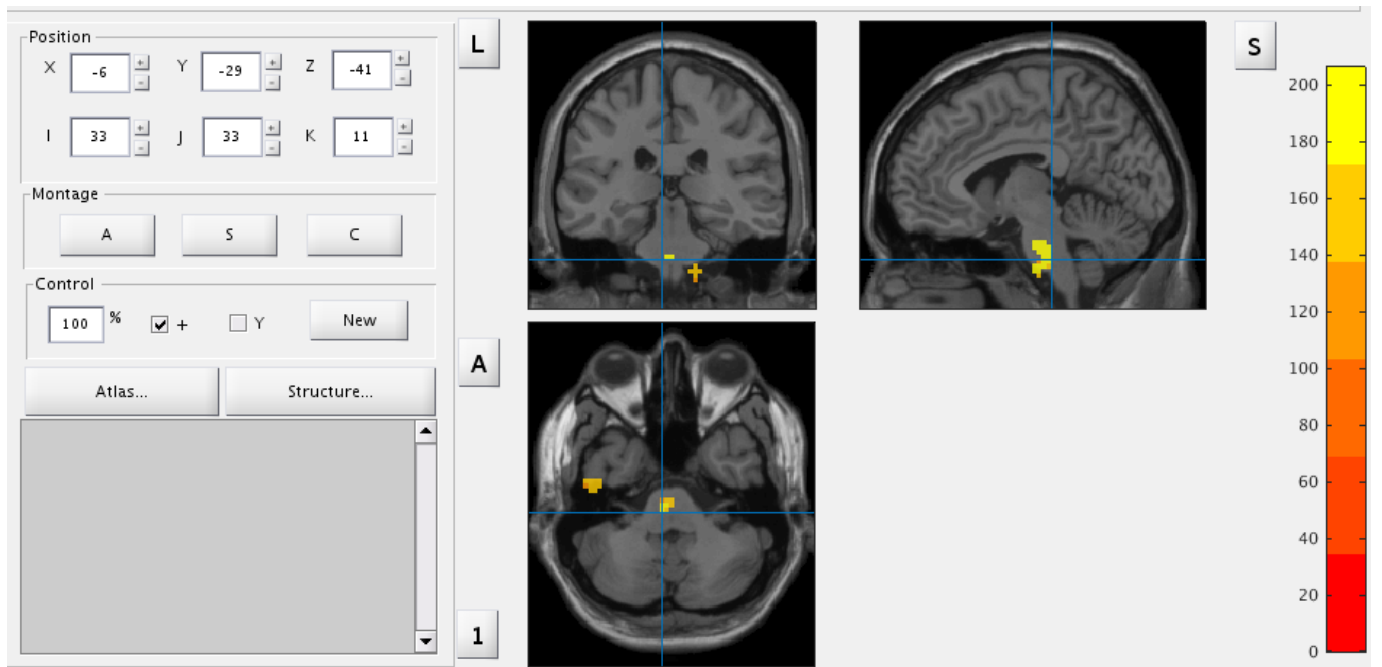 Position
X -6 + - Y -29 + - Z -41 + -
I 33 + - J 33 + - K 11 + -
Montage
A S C
Control
100 % + Y New
Atlas... Structure...
L
S
A
1
200
180
160
140
120
100
80
60
40
20
0